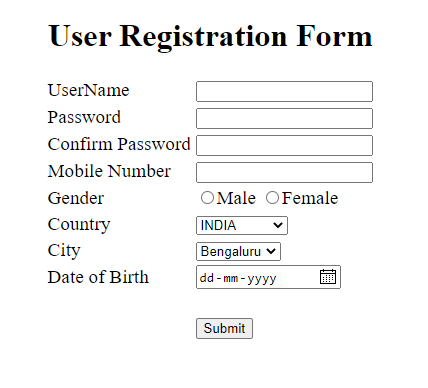 User Registration Form
UserName
Password
Confirm Password
Mobile Number
Gender Male Female
Country INDIA
City Bengaluru
Date of Birth dd-mm-yyyy
Submit